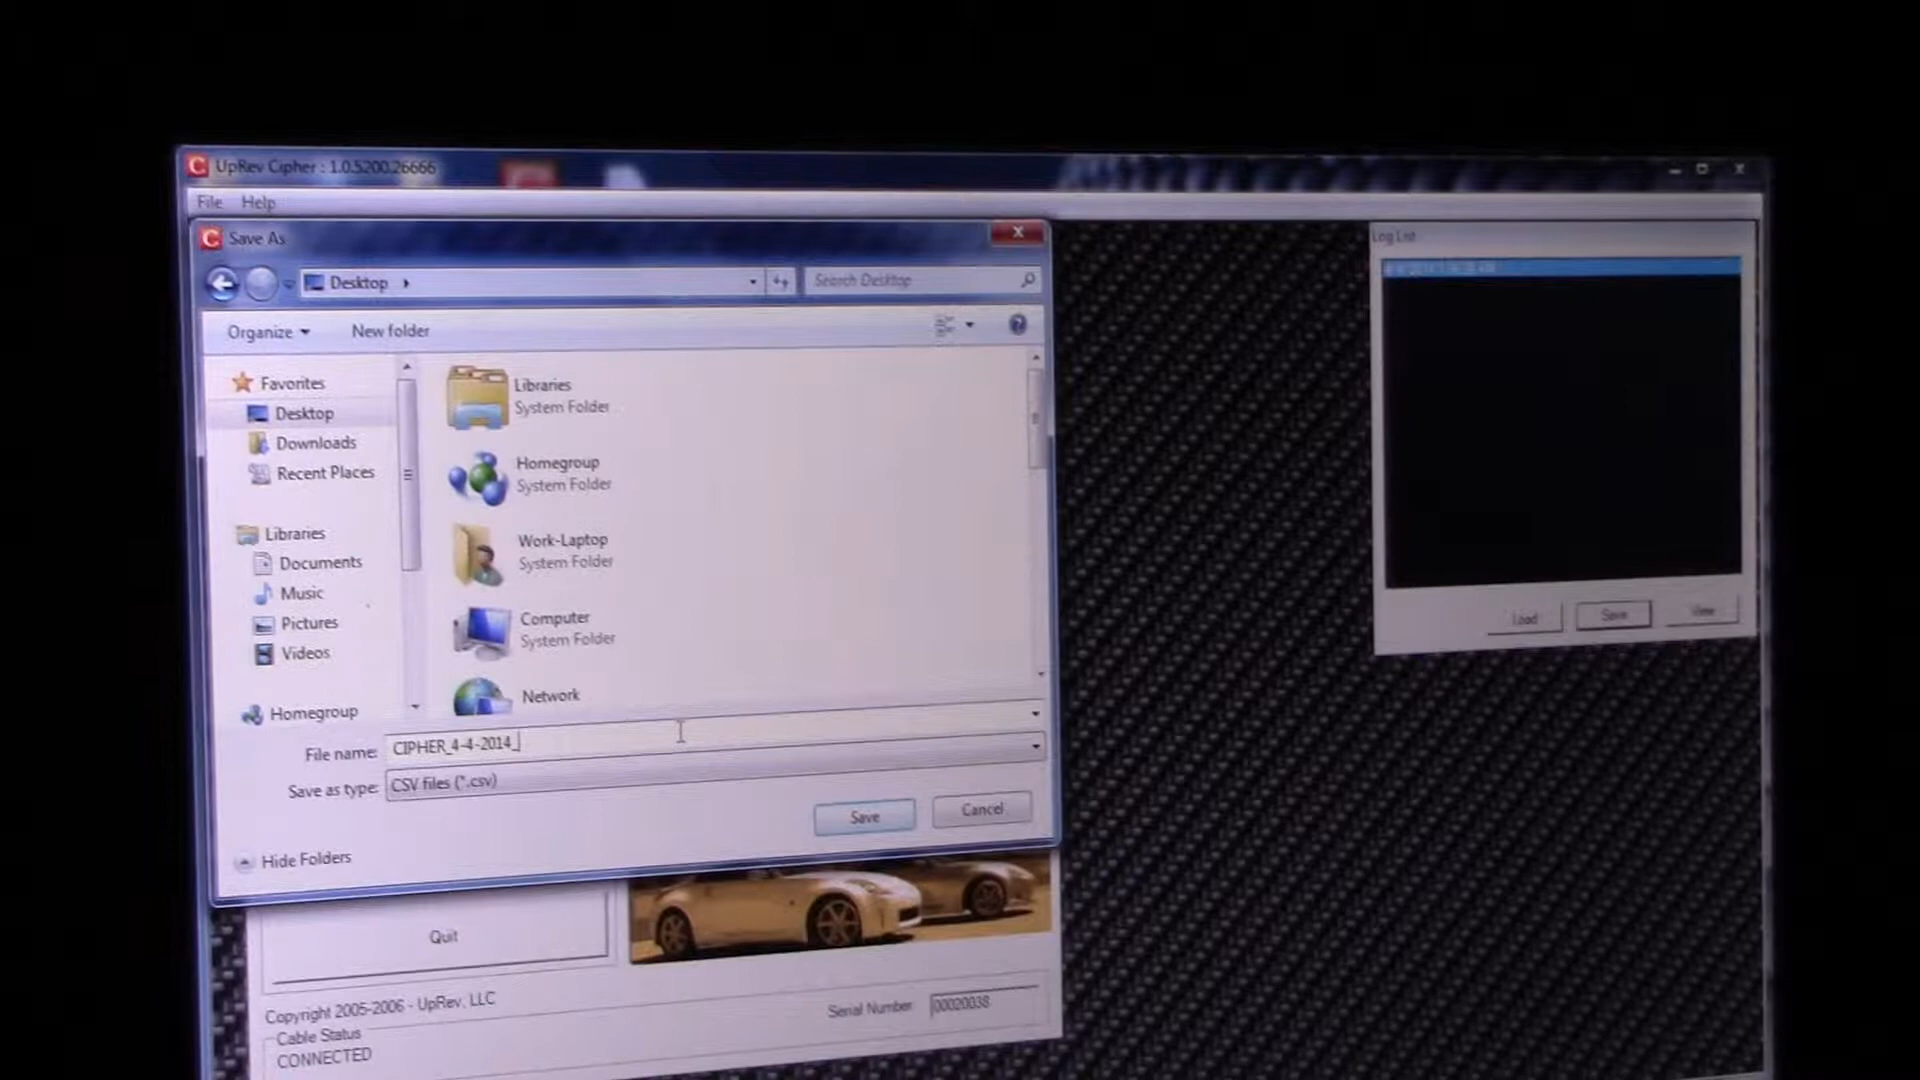 UpRev Cipher : 1.0.5200.26666
File Help
Save As
Desktop
Search Desktop
Organize
New folder
Favorites
Desktop
Downloads
Recent Places
Libraries
Documents
Music
Pictures
Videos
Homegroup
Libraries
System Folder
Homegroup
System Folder
Work-Laptop
System Folder
Computer
System Folder
Network
File name: CIPHER_4-4-2014_
Save as type: CSV files (*.csv)
Save
Cancel
Hide Folders
Log List
Load
Save
View
Quit
Copyright 2005-2006 - UpRev, LLC
Serial Number 00020038
Cable Status
CONNECTED